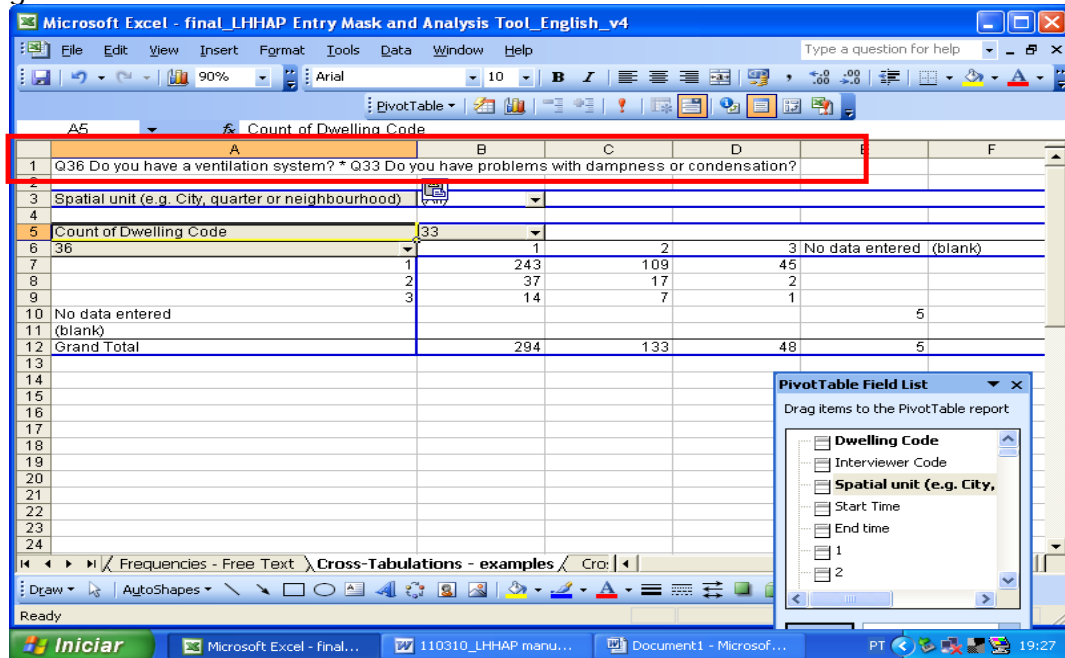 Microsoft Excel - final_LHHAP Entry Mask and Analysis Tool_English_v4
File Edit View Insert Format Tools Data Window Help Type a question for help
90% Arial 10 B I
PivotTable
A5 fx Count of Dwelling Code
A B C D E F
1 Q36 Do you have a ventilation system? * Q33 Do you have problems with dampness or condensation?
2
3 Spatial unit (e.g. City, quarter or neighbourhood) (All)
4
5 Count of Dwelling Code 33
6 36 1 2 3 No data entered (blank)
7 1 243 109 45
8 2 37 17 2
9 3 14 7 1
10 No data entered 5
11 (blank)
12 Grand Total 294 133 48 5
13
14
15
16
17
18
19
20
21
22
23
24
PivotTable Field List
Drag items to the PivotTable report
Dwelling Code
Interviewer Code
Spatial unit (e.g. City,
Start Time
End time
1
2
Frequencies - Free Text Cross-Tabulations - examples Cro
Draw AutoShapes
Ready
Iniciar Microsoft Excel - final... 110310_LHHAP manu... Document1 - Microsof... PT 19:27